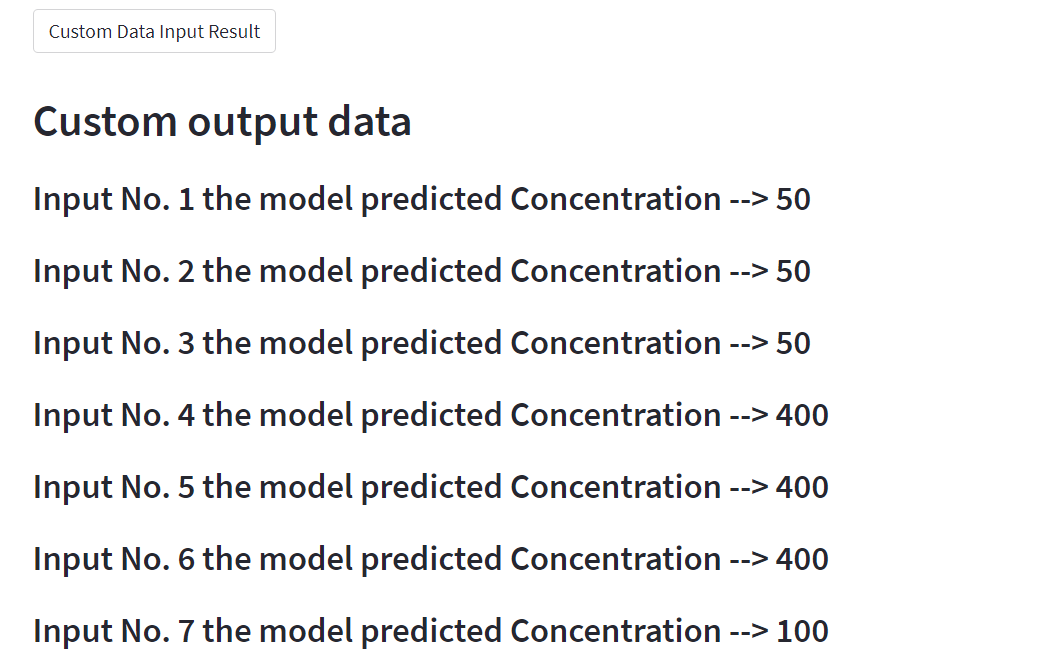 Custom Data Input Result
Custom output data
Input No. 1 the model predicted Concentration --> 50
Input No. 2 the model predicted Concentration --> 50
Input No. 3 the model predicted Concentration --> 50
Input No. 4 the model predicted Concentration --> 400
Input No. 5 the model predicted Concentration --> 400
Input No. 6 the model predicted Concentration --> 400
Input No. 7 the model predicted Concentration --> 100